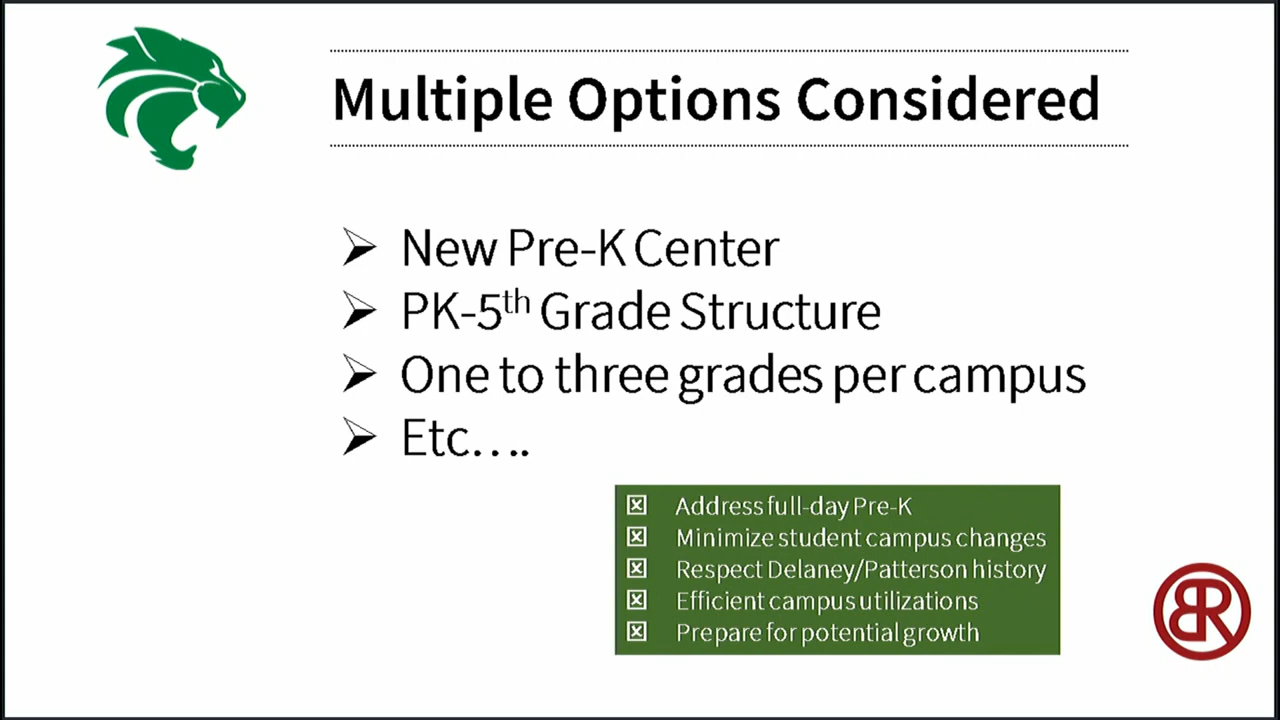 Multiple Options Considered
New Pre-K Center
PK-5th Grade Structure
One to three grades per campus
Etc….
Address full-day Pre-K
Minimize student campus changes
Respect Delaney/Patterson history
Efficient campus utilizations
Prepare for potential growth
BR